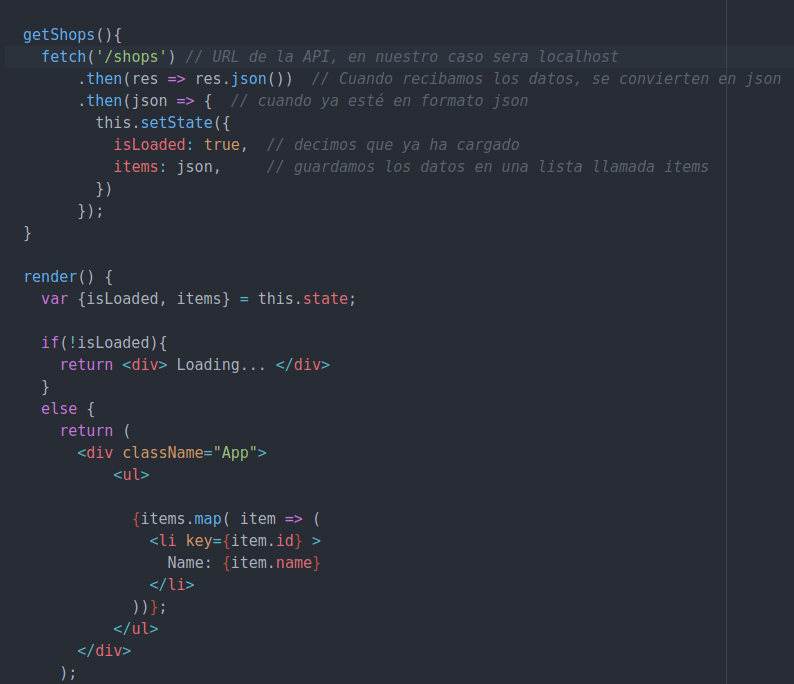 getShops(){
fetch('/shops') // URL de la API, en nuestro caso sera localhost
.then(res => res.json())  // Cuando recibamos los datos, se convierten en json
.then(json => {  // cuando ya esté en formato json
this.setState({
isLoaded: true,  // decimos que ya ha cargado
items: json,     // guardamos los datos en una lista llamada items
})
});
}
render() {
var {isLoaded, items} = this.state;
if(!isLoaded){
return <div> Loading... </div>
}
else {
return (
<div className="App">
<ul>
{items.map( item => (
<li key={item.id} >
Name: {item.name}
</li>
))};
</ul>
</div>
);